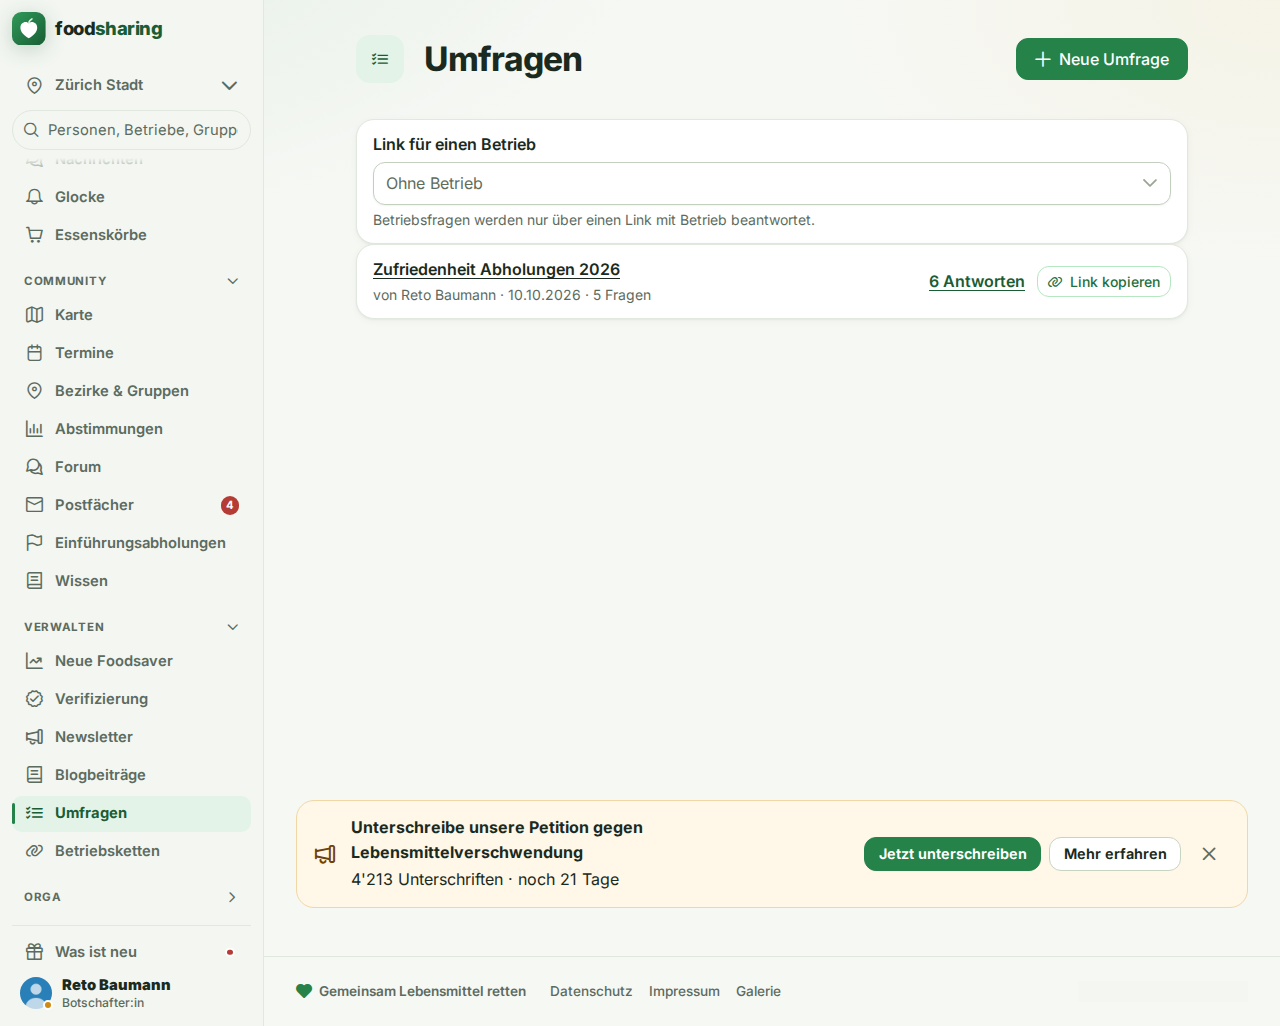 foodsharing
Zürich Stadt
Personen, Betriebe, Grupp
Nachrichten
Glocke
Essenskörbe
COMMUNITY
Karte
Termine
Bezirke & Gruppen
Abstimmungen
Forum
Postfächer 4
Einführungsabholungen
Wissen
VERWALTEN
Neue Foodsaver
Verifizierung
Newsletter
Blogbeiträge
Umfragen
Betriebsketten
ORGA
Was ist neu
Reto Baumann
Botschafter:in
Umfragen
Neue Umfrage
Link für einen Betrieb
Ohne Betrieb
Betriebsfragen werden nur über einen Link mit Betrieb beantwortet.
Zufriedenheit Abholungen 2026
von Reto Baumann · 10.10.2026 · 5 Fragen
6 Antworten
Link kopieren
Unterschreibe unsere Petition gegen
Lebensmittelverschwendung
4'213 Unterschriften · noch 21 Tage
Jetzt unterschreiben
Mehr erfahren
Gemeinsam Lebensmittel retten
Datenschutz
Impressum
Galerie